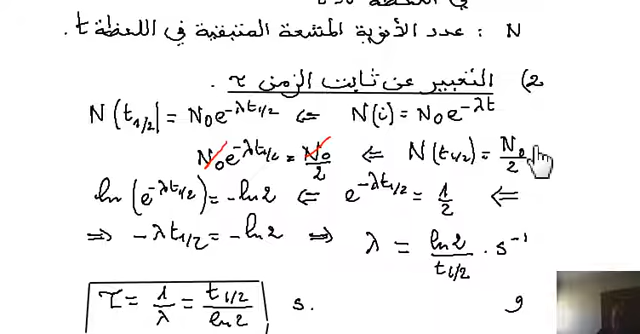 N : عدد الأنوية المشعة المتبقية في اللحظة t.
2) التعبير عن ثابت الزمن τ.
N(t₁/₂) = N₀e^(-λt₁/₂) ⇐ N(t) = N₀e^(-λt)
N₀e^(-λt₁/₂) = N₀/2 ⇐ N(t₁/₂) = N₀/2
ln(e^(-λt₁/₂)) = -ln2 ⇐ e^(-λt₁/₂) = 1/2 ⇐
⇒ -λt₁/₂ = -ln2 ⇒ λ = ln2/t₁/₂ . s⁻¹
τ = 1/λ = t₁/₂/ln2 s. و